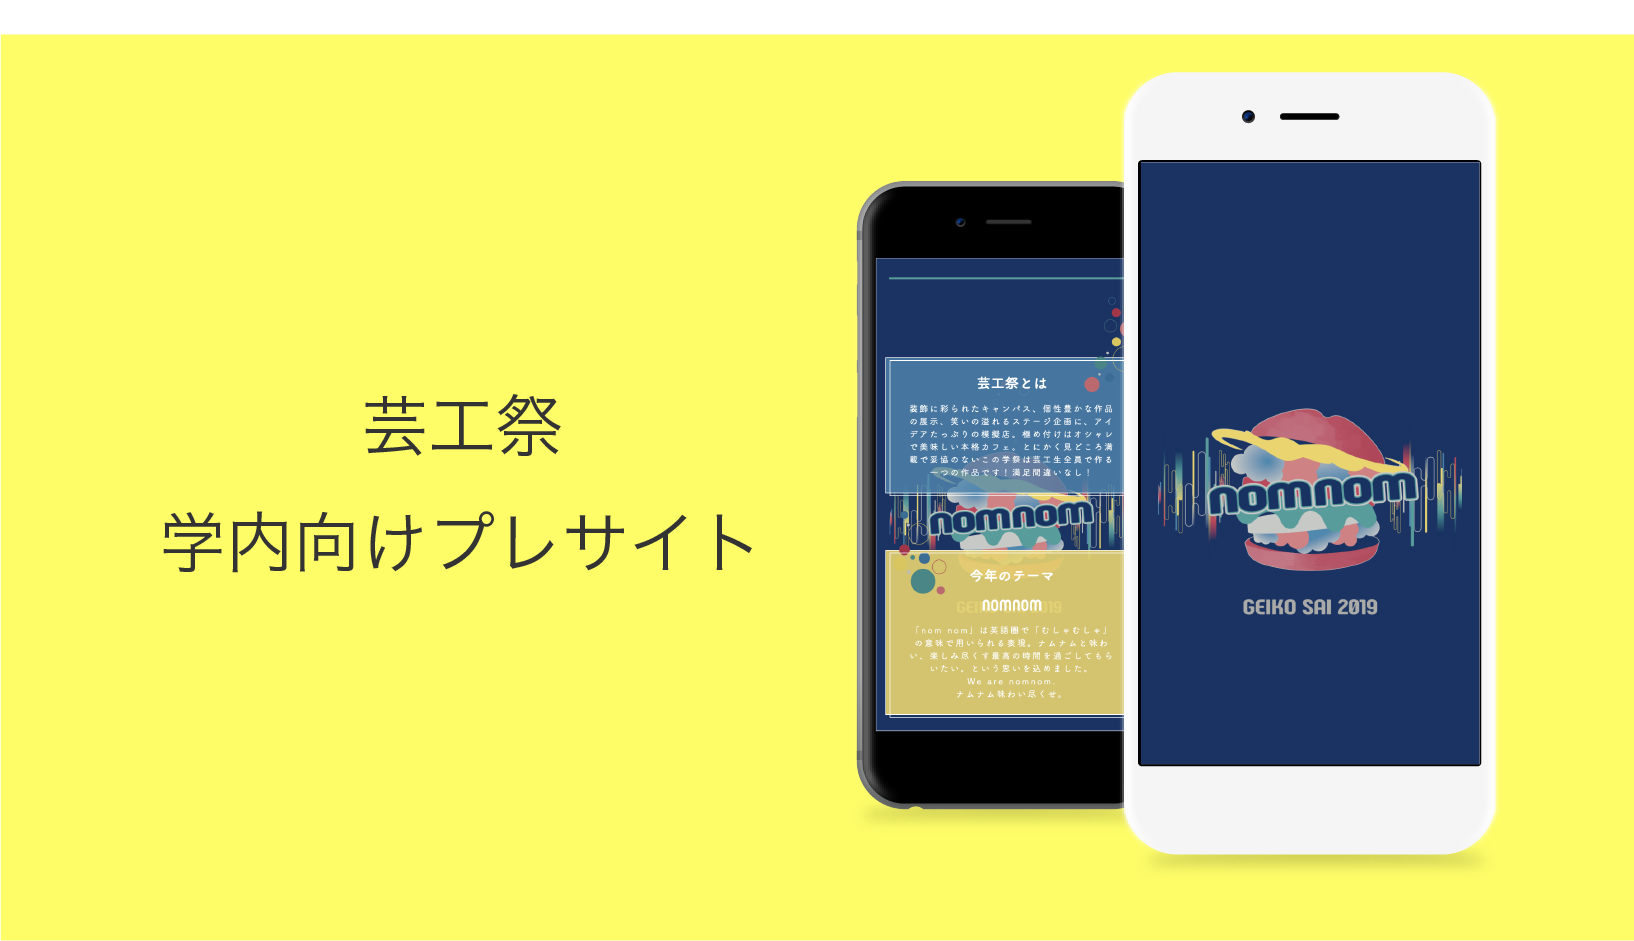 芸工祭
学内向けプレサイト
芸工祭とは
装飾に彩られたキャンパス、個性豊かな作品
の展示、笑いの溢れるステージ企画に、アイ
デアたっぷりの模擬店。極め付けはオシャレ
で美味しい本格カフェ。とにかく見どころ満
載で妥協のないこの学祭は芸工生全員で作る
一つの作品です！満足間違いなし！
nomnom
今年のテーマ
nomnom
「nom nom」は英語圏で「むしゃむしゃ」
の意味で用いられる表現。ナムナムと味わ
い、楽しみ尽くす最高の時間を過ごしてもら
いたい。という思いを込めました。
We are nomnom.
ナムナム味わい尽くせ。
nomnom
GEIKO SAI 2019